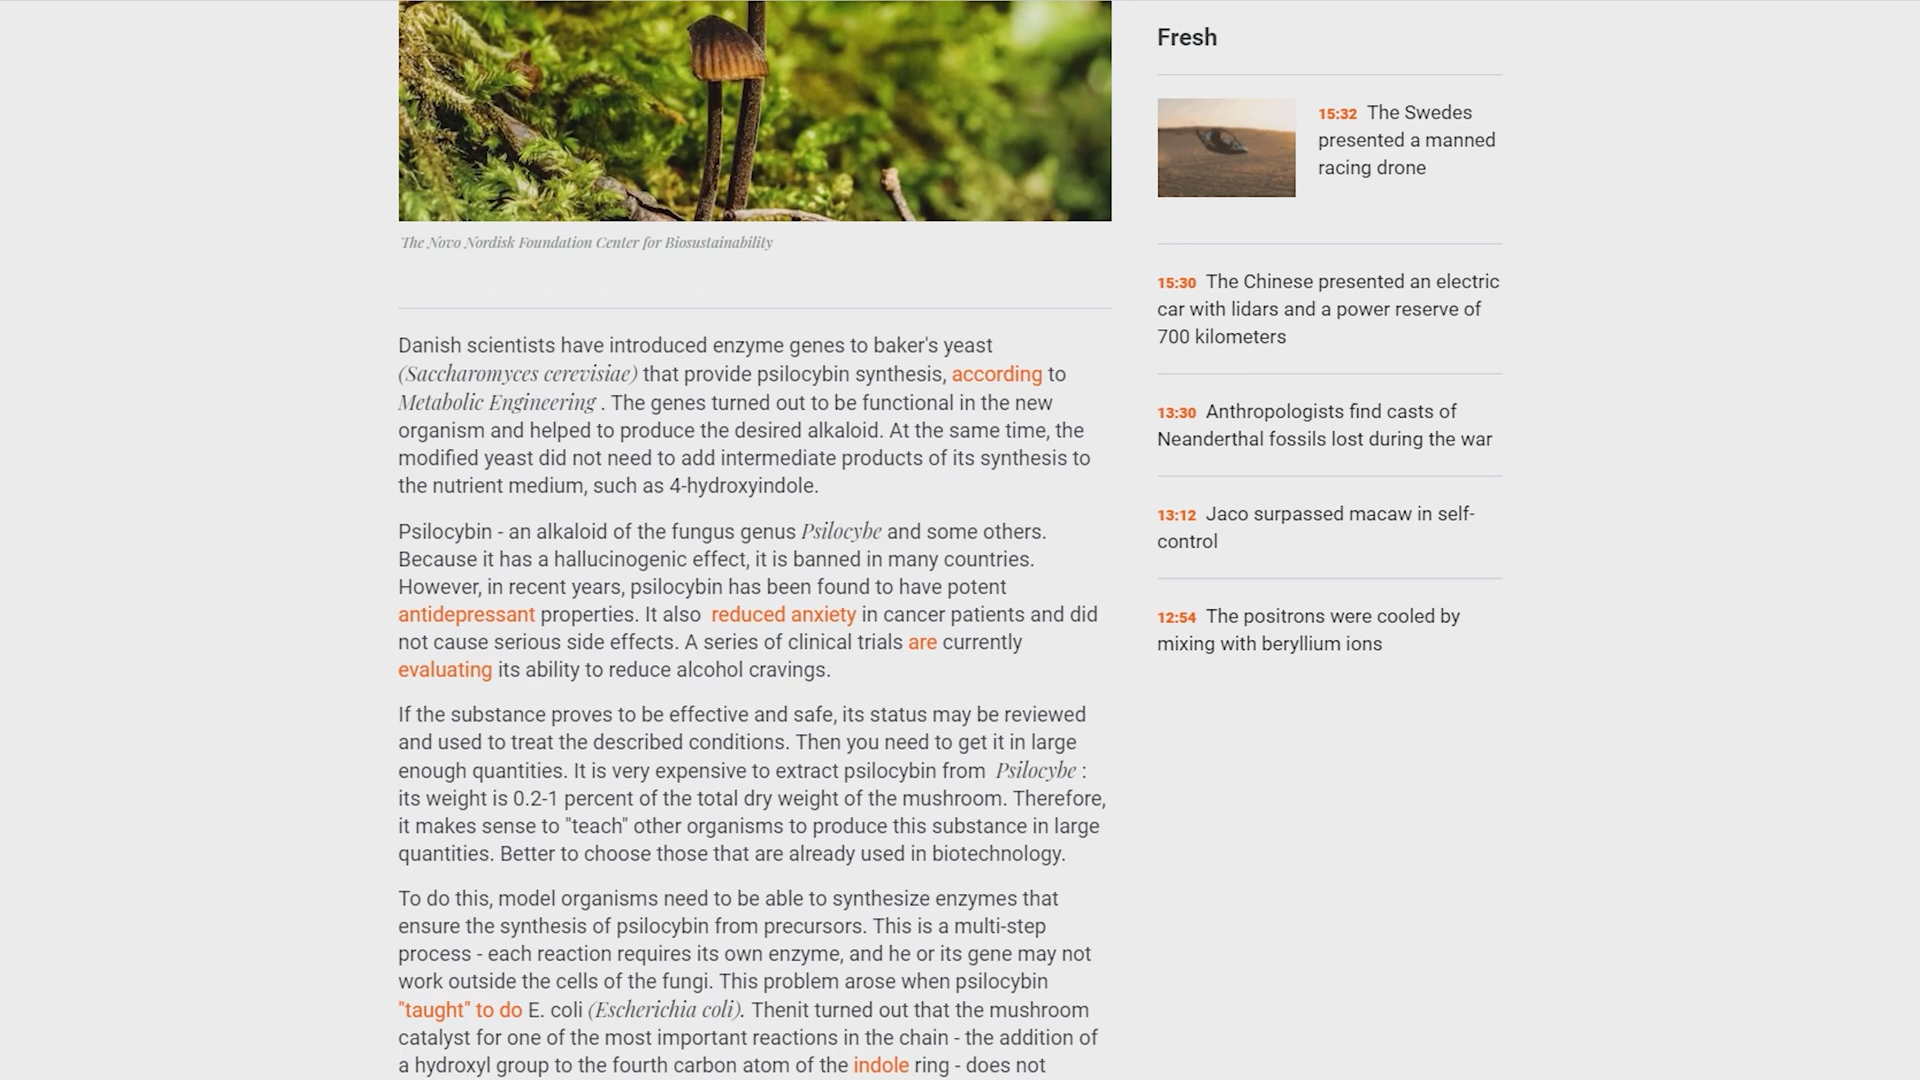 The Novo Nordisk Foundation Center for Biosustainability
Danish scientists have introduced enzyme genes to baker's yeast
(Saccharomyces cerevisiae) that provide psilocybin synthesis, according to
Metabolic Engineering . The genes turned out to be functional in the new
organism and helped to produce the desired alkaloid. At the same time, the
modified yeast did not need to add intermediate products of its synthesis to
the nutrient medium, such as 4-hydroxyindole.
Psilocybin - an alkaloid of the fungus genus Psilocybe and some others.
Because it has a hallucinogenic effect, it is banned in many countries.
However, in recent years, psilocybin has been found to have potent
antidepressant properties. It also reduced anxiety in cancer patients and did
not cause serious side effects. A series of clinical trials are currently
evaluating its ability to reduce alcohol cravings.
If the substance proves to be effective and safe, its status may be reviewed
and used to treat the described conditions. Then you need to get it in large
enough quantities. It is very expensive to extract psilocybin from Psilocybe :
its weight is 0.2-1 percent of the total dry weight of the mushroom. Therefore,
it makes sense to "teach" other organisms to produce this substance in large
quantities. Better to choose those that are already used in biotechnology.
To do this, model organisms need to be able to synthesize enzymes that
ensure the synthesis of psilocybin from precursors. This is a multi-step
process - each reaction requires its own enzyme, and he or its gene may not
work outside the cells of the fungi. This problem arose when psilocybin
"taught" to do E. coli (Escherichia coli). Thenit turned out that the mushroom
catalyst for one of the most important reactions in the chain - the addition of
a hydroxyl group to the fourth carbon atom of the indole ring - does not
Fresh
15:32 The Swedes
presented a manned
racing drone
15:30 The Chinese presented an electric
car with lidars and a power reserve of
700 kilometers
13:30 Anthropologists find casts of
Neanderthal fossils lost during the war
13:12 Jaco surpassed macaw in self-
control
12:54 The positrons were cooled by
mixing with beryllium ions